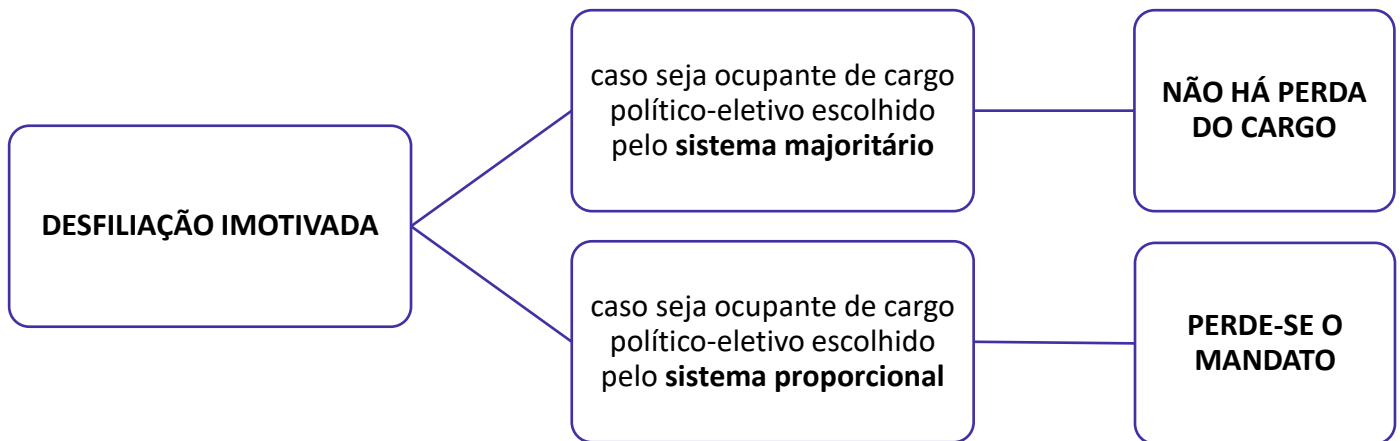 DESFILIAÇÃO IMOTIVADA
caso seja ocupante de cargo
político-eletivo escolhido
pelo sistema majoritário
NÃO HÁ PERDA
DO CARGO
caso seja ocupante de cargo
político-eletivo escolhido
pelo sistema proporcional
PERDE-SE O
MANDATO